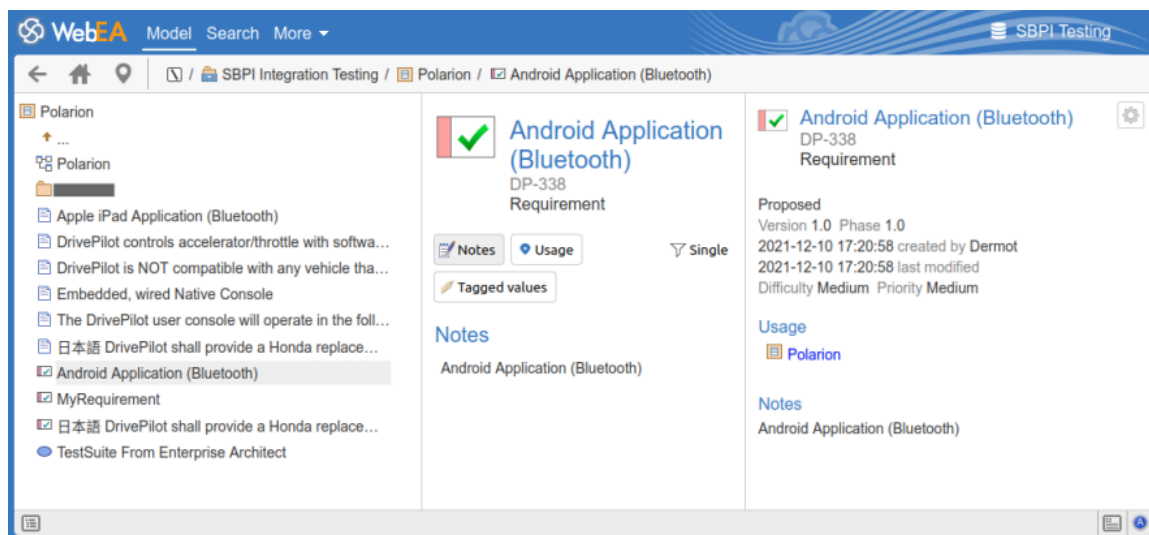 WebEA Model Search More SBPI Testing
/ SBPI Integration Testing / Polarion / Android Application (Bluetooth)
Polarion
...
Polarion
Apple iPad Application (Bluetooth)
DrivePilot controls accelerator/throttle with softwa...
DrivePilot is NOT compatible with any vehicle tha...
Embedded, wired Native Console
The DrivePilot user console will operate in the foll...
日本語 DrivePilot shall provide a Honda replace...
Android Application (Bluetooth)
MyRequirement
日本語 DrivePilot shall provide a Honda replace...
TestSuite From Enterprise Architect
Android Application
(Bluetooth)
DP-338
Requirement
Notes Usage Single
Tagged values
Notes
Android Application (Bluetooth)
Android Application (Bluetooth)
DP-338
Requirement
Proposed
Version 1.0 Phase 1.0
2021-12-10 17:20:58 created by Dermot
2021-12-10 17:20:58 last modified
Difficulty Medium Priority Medium
Usage
Polarion
Notes
Android Application (Bluetooth)
A